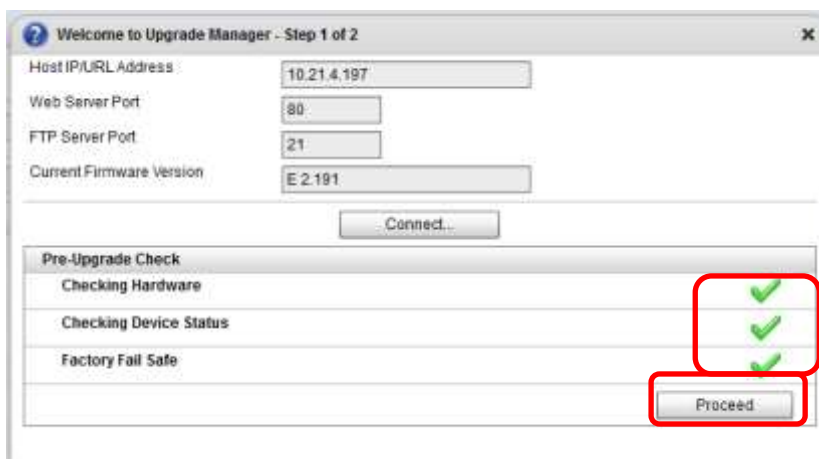 Welcome to Upgrade Manager - Step 1 of 2
Host IP/URL Address
10.21.4.197
Web Server Port
80
FTP Server Port
21
Current Firmware Version
E 2.191
Connect...
Pre-Upgrade Check
Checking Hardware
Checking Device Status
Factory Fail Safe
Proceed